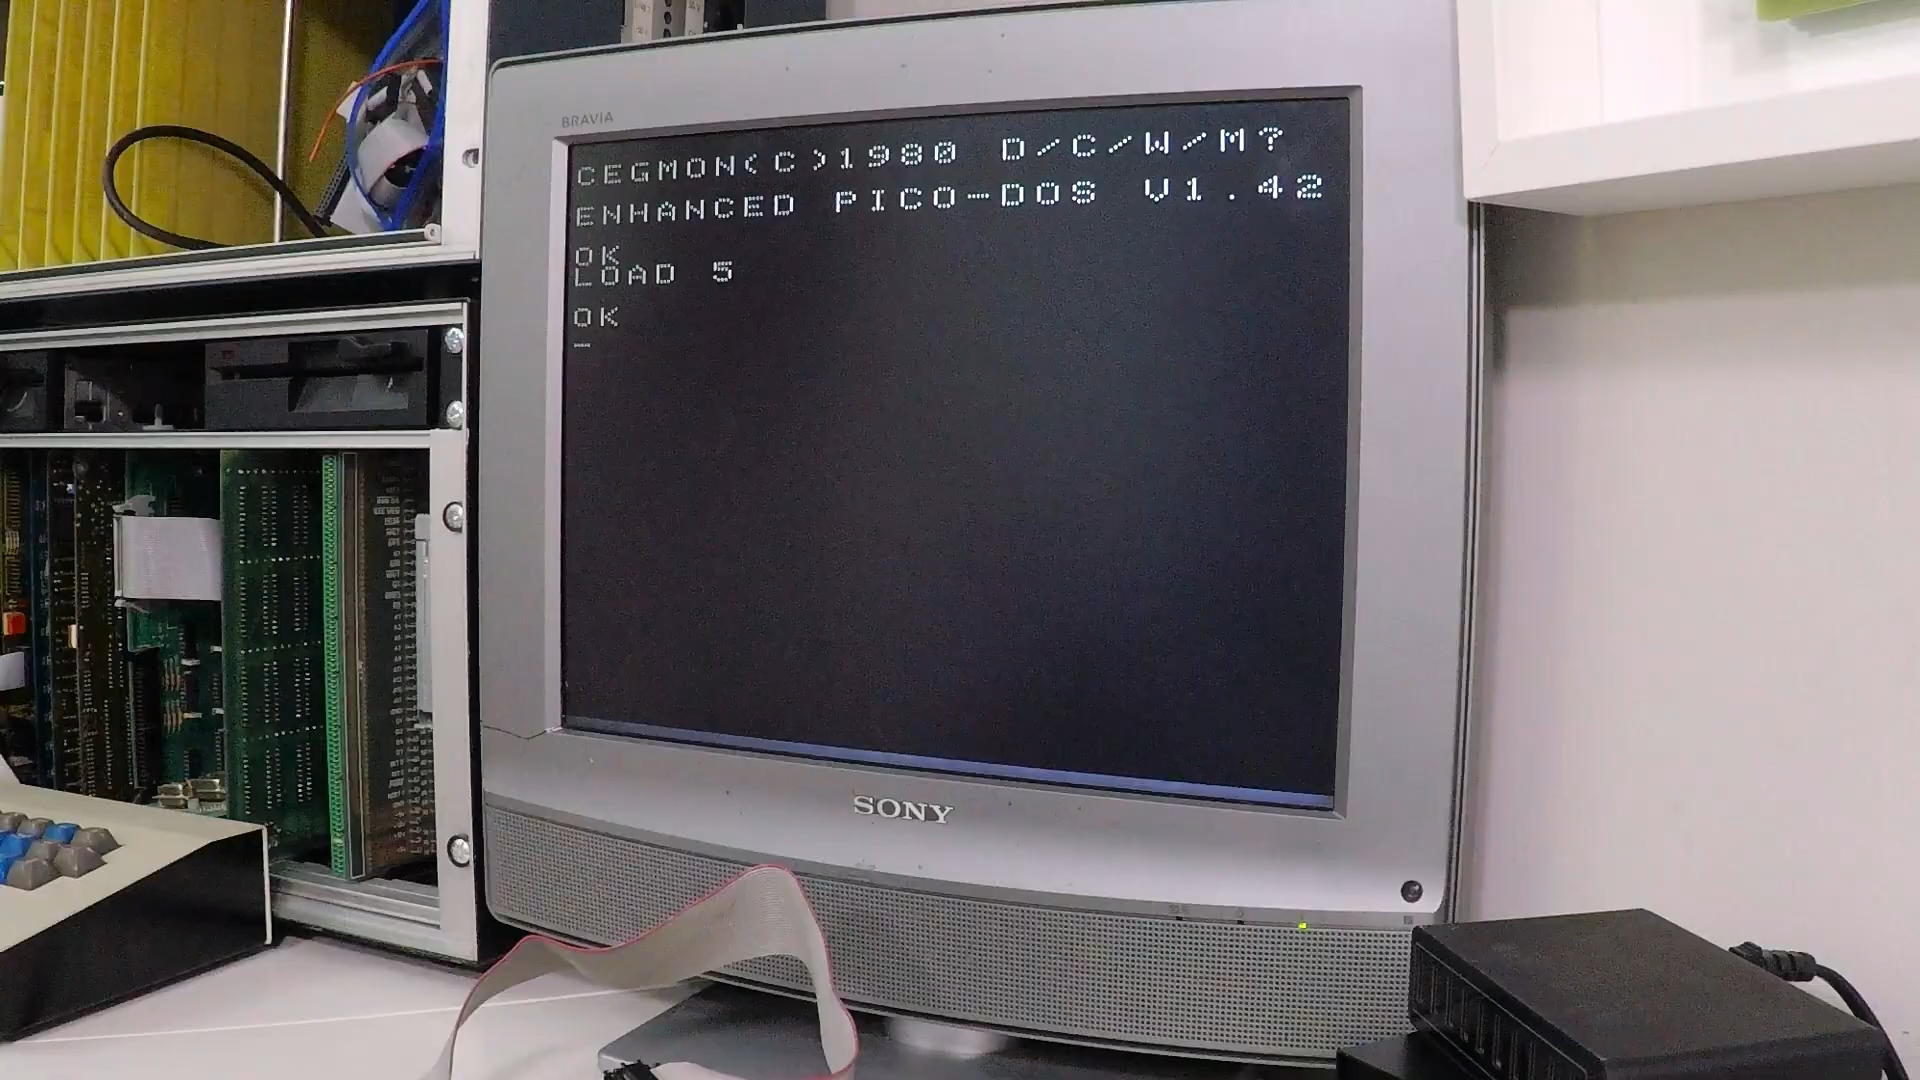 BRAVIA
CEGMON(C)1980 D/C/W/M?
ENHANCED PICO-DOS V1.42
OK
LOAD 5
OK
SONY